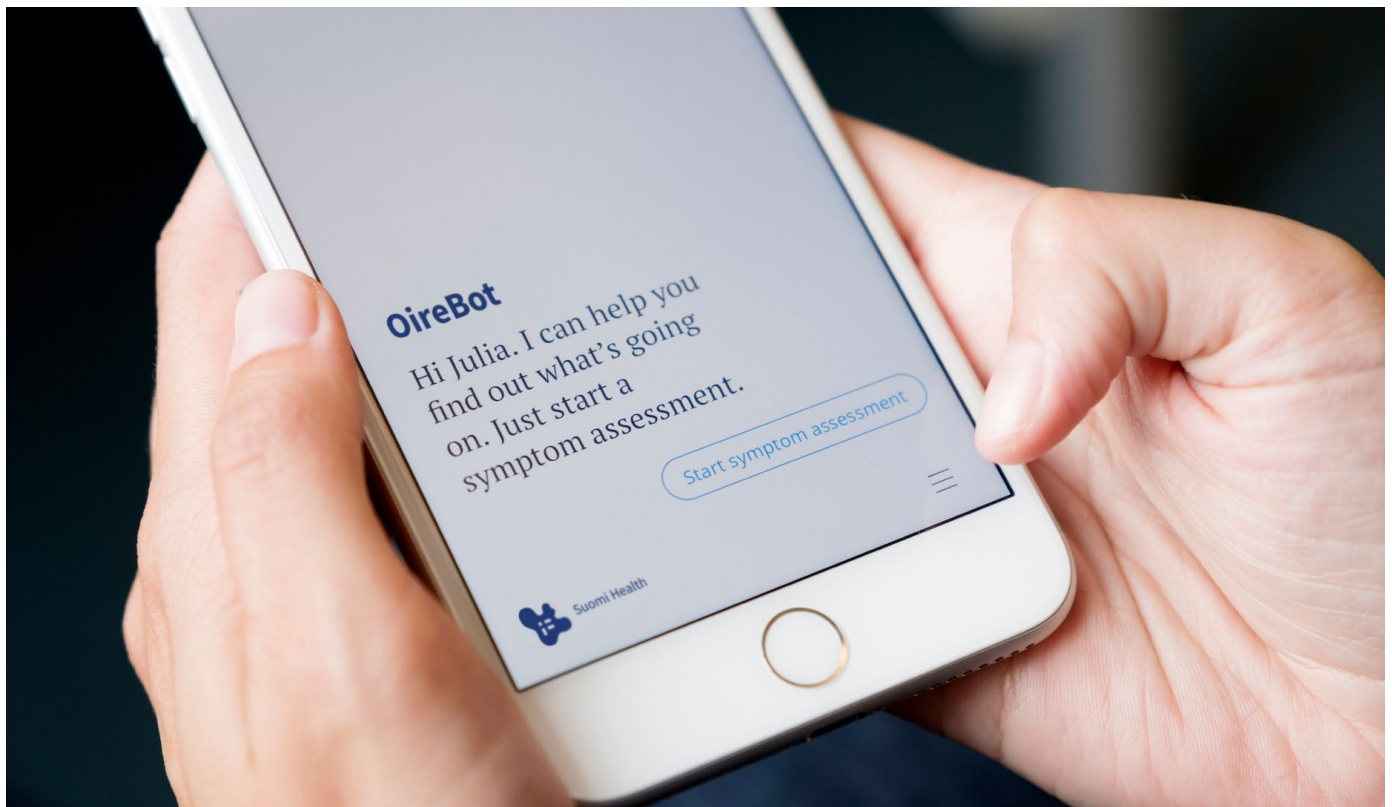 OireBot
Hi Julia. I can help you
find out what's going
on. Just start a
symptom assessment.
Start symptom assessment
Suomi Health